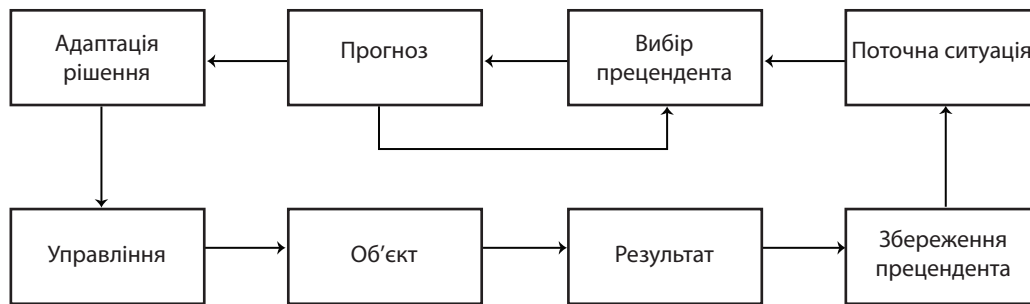 Адаптація
рішення
Прогноз
Вибір
прецендента
Поточна ситуація
Управління
Об’єкт
Результат
Збереження
прецендента